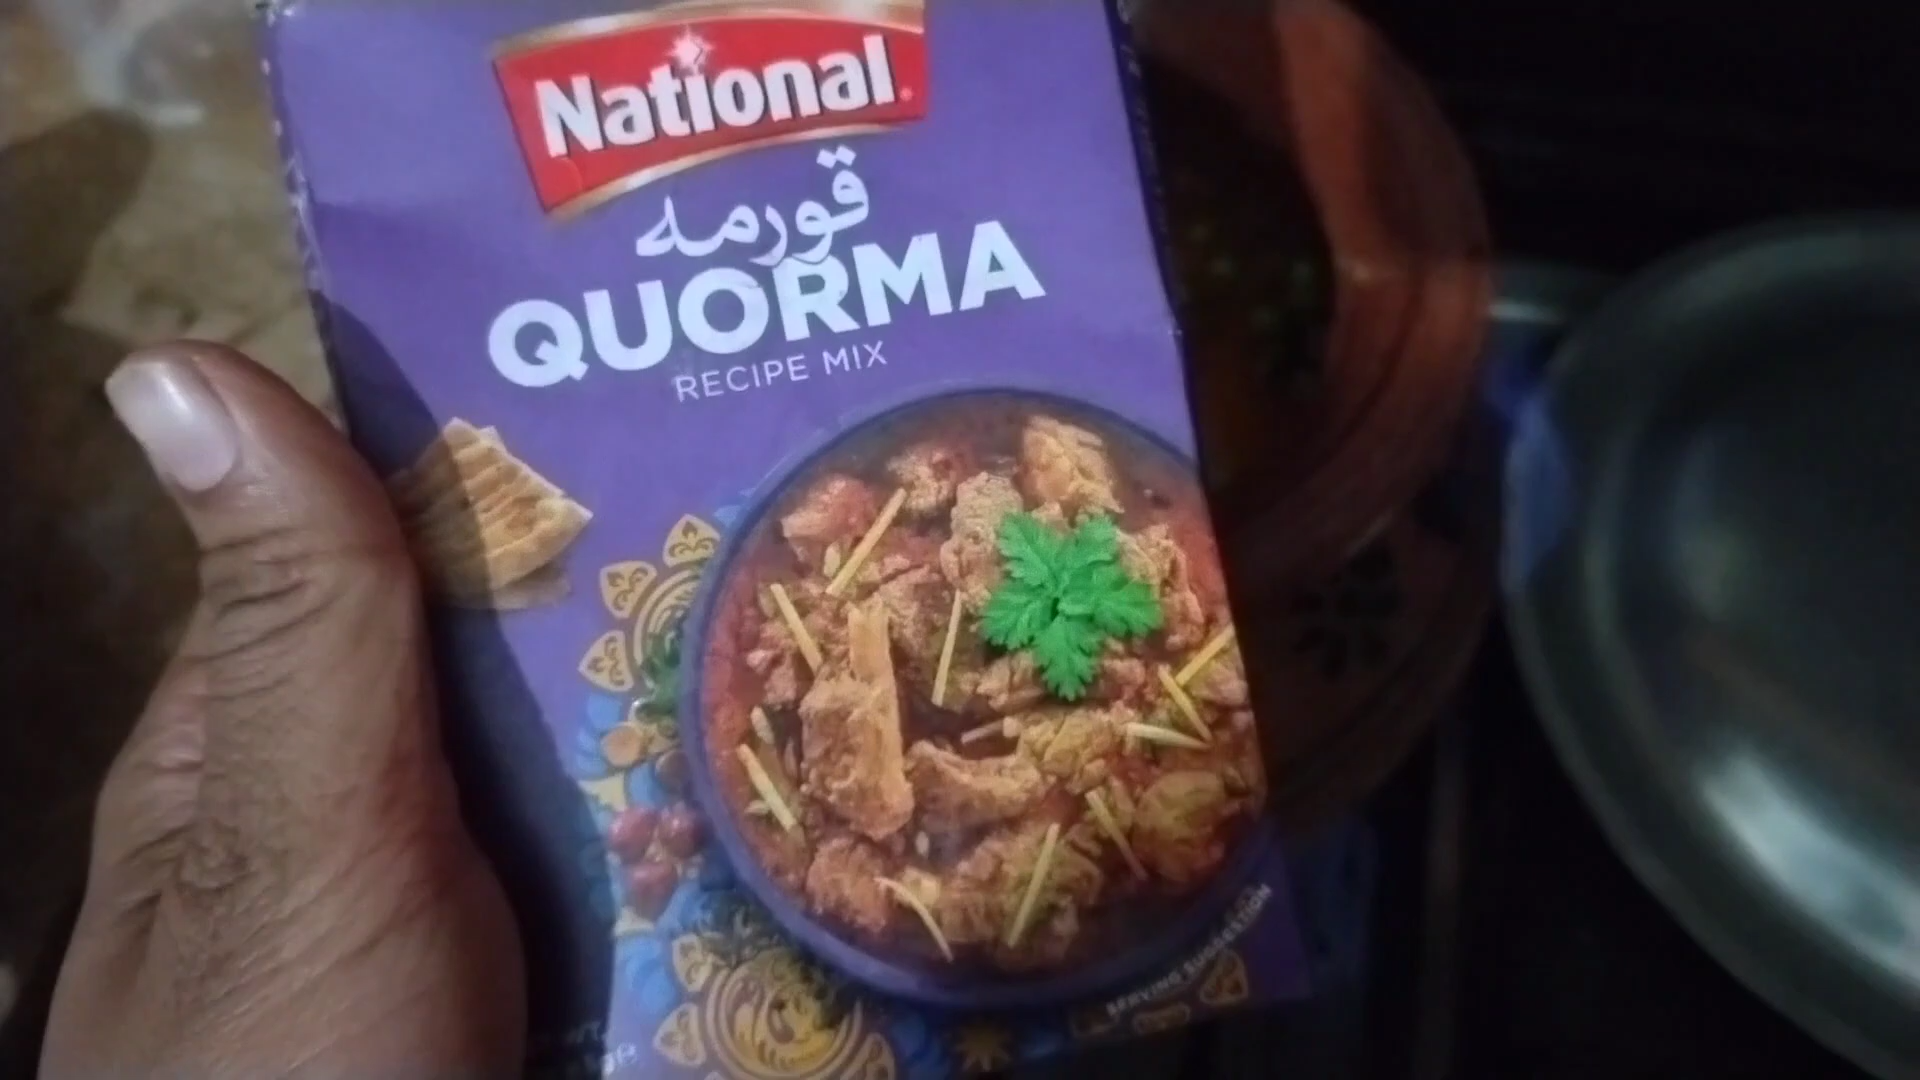 National
قورمہ
QUORMA
RECIPE MIX
SERVING SUGGESTION